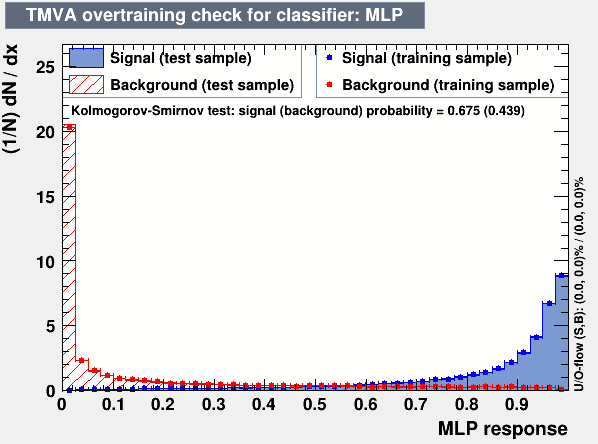 TMVA overtraining check for classifier: MLP
(1/N) dN / dx
Signal (test sample)
Background (test sample)
Signal (training sample)
Background (training sample)
Kolmogorov-Smirnov test: signal (background) probability = 0.675 (0.439)
25
20
15
10
5
0
0 0.1 0.2 0.3 0.4 0.5 0.6 0.7 0.8 0.9
MLP response
U/O-flow (S,B): (0.0, 0.0)% / (0.0, 0.0)%